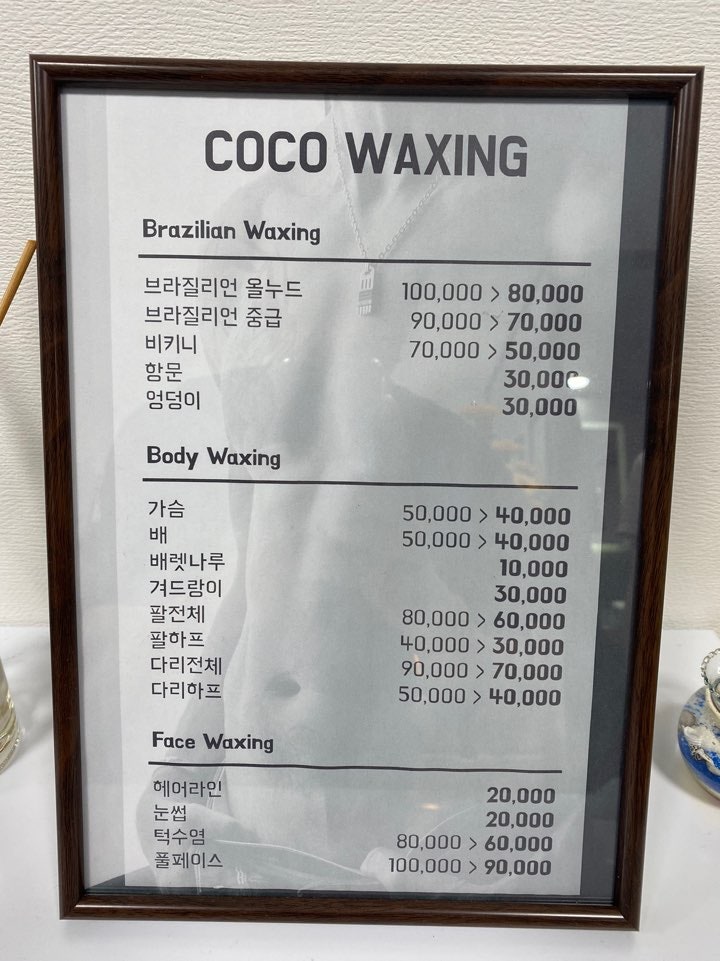 COCO WAXING
Brazilian Waxing
브라질리언 올누드 100,000 > 80,000
브라질리언 중급 90,000 > 70,000
비키니 70,000 > 50,000
항문 30,000
엉덩이 30,000
Body Waxing
가슴 50,000 > 40,000
배 50,000 > 40,000
배렛나루 10,000
겨드랑이 30,000
팔전체 80,000 > 60,000
팔하프 40,000 > 30,000
다리전체 90,000 > 70,000
다리하프 50,000 > 40,000
Face Waxing
헤어라인 20,000
눈썹 20,000
턱수염 80,000 > 60,000
풀페이스 100,000 > 90,000